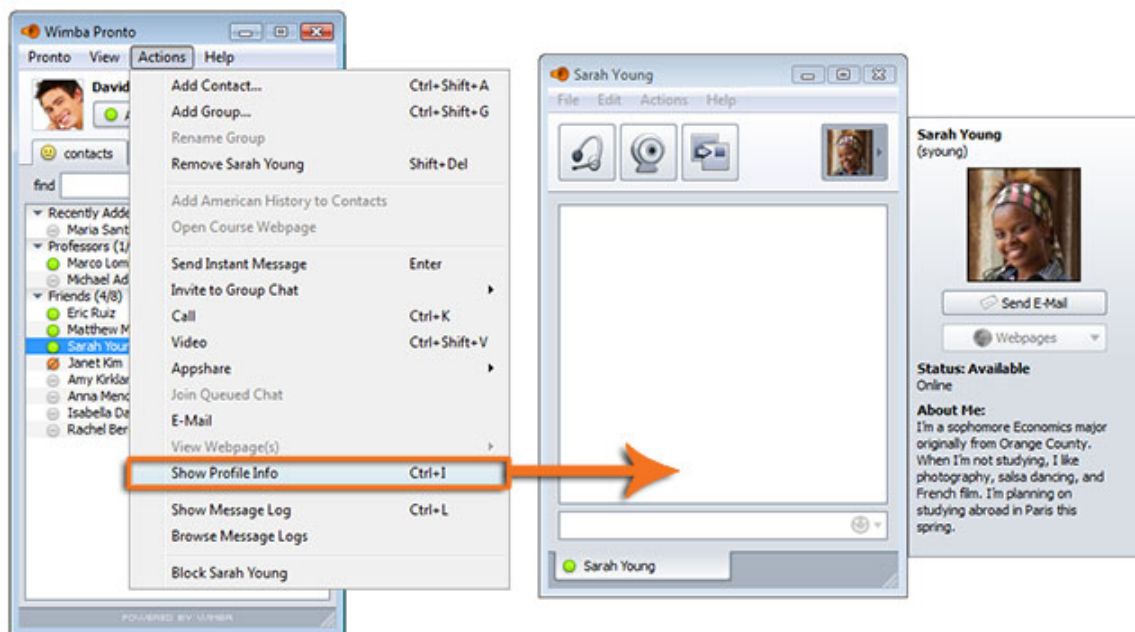 Wimba Pronto
Pronto View Actions Help
David
contacts
find
Recently Adde
Maria Sant
Professors (1/
Marco Lom
Michael Ad
Friends (4/8)
Eric Ruiz
Matthew M
Sarah Your
Janet Kim
Amy Kirklar
Anna Mend
Isabella Da
Rachel Ber
POWERED BY WIMBA
Add Contact... Ctrl+Shift+A
Add Group... Ctrl+Shift+G
Rename Group
Remove Sarah Young Shift+Del
Add American History to Contacts
Open Course Webpage
Send Instant Message Enter
Invite to Group Chat
Call Ctrl+K
Video Ctrl+Shift+V
Appshare
Join Queued Chat
E-Mail
View Webpage(s)
Show Profile Info Ctrl+I
Show Message Log Ctrl+L
Browse Message Logs
Block Sarah Young
Sarah Young
File Edit Actions Help
Sarah Young
Sarah Young
(syoung)
Send E-Mail
Webpages
Status: Available
Online
About Me:
I'm a sophomore Economics major
originally from Orange County.
When I'm not studying, I like
photography, salsa dancing, and
French film. I'm planning on
studying abroad in Paris this
spring.